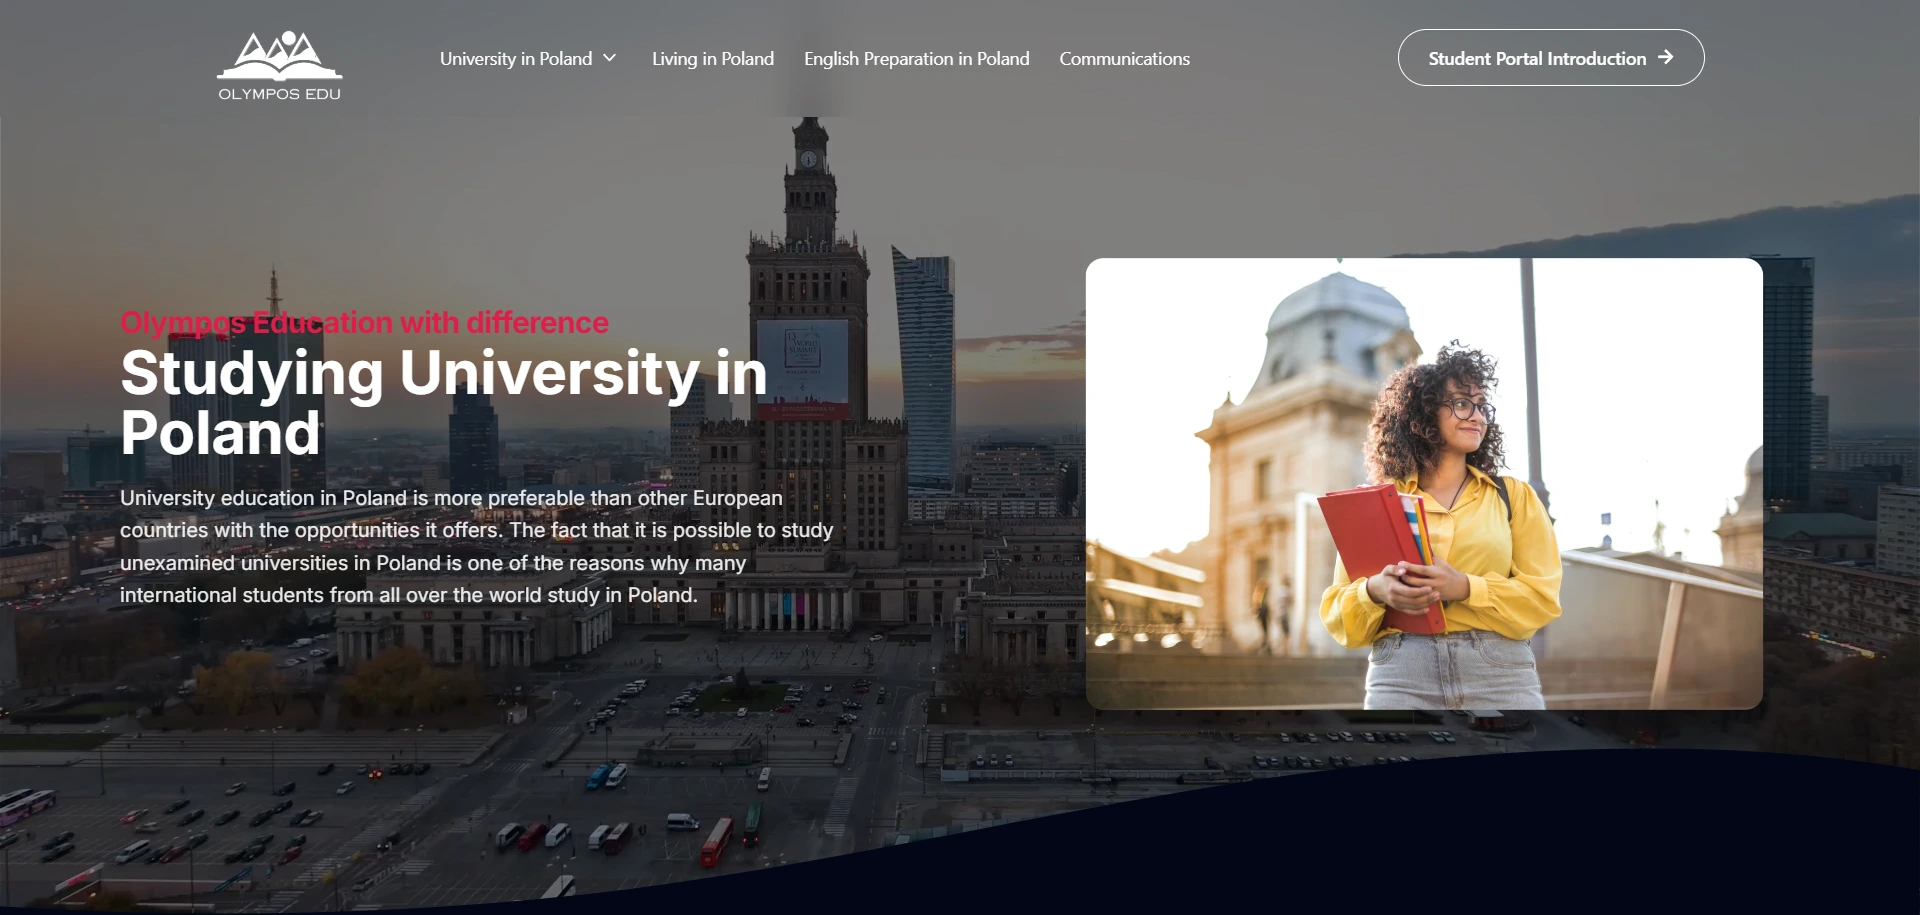 OLYMPOS EDU
University in Poland
Living in Poland
English Preparation in Poland
Communications
Student Portal Introduction
Olympos Education with difference
Studying University in
Poland
University education in Poland is more preferable than other European
countries with the opportunities it offers. The fact that it is possible to study
unexamined universities in Poland is one of the reasons why many
international students from all over the world study in Poland.
WORLD
SUMMIT